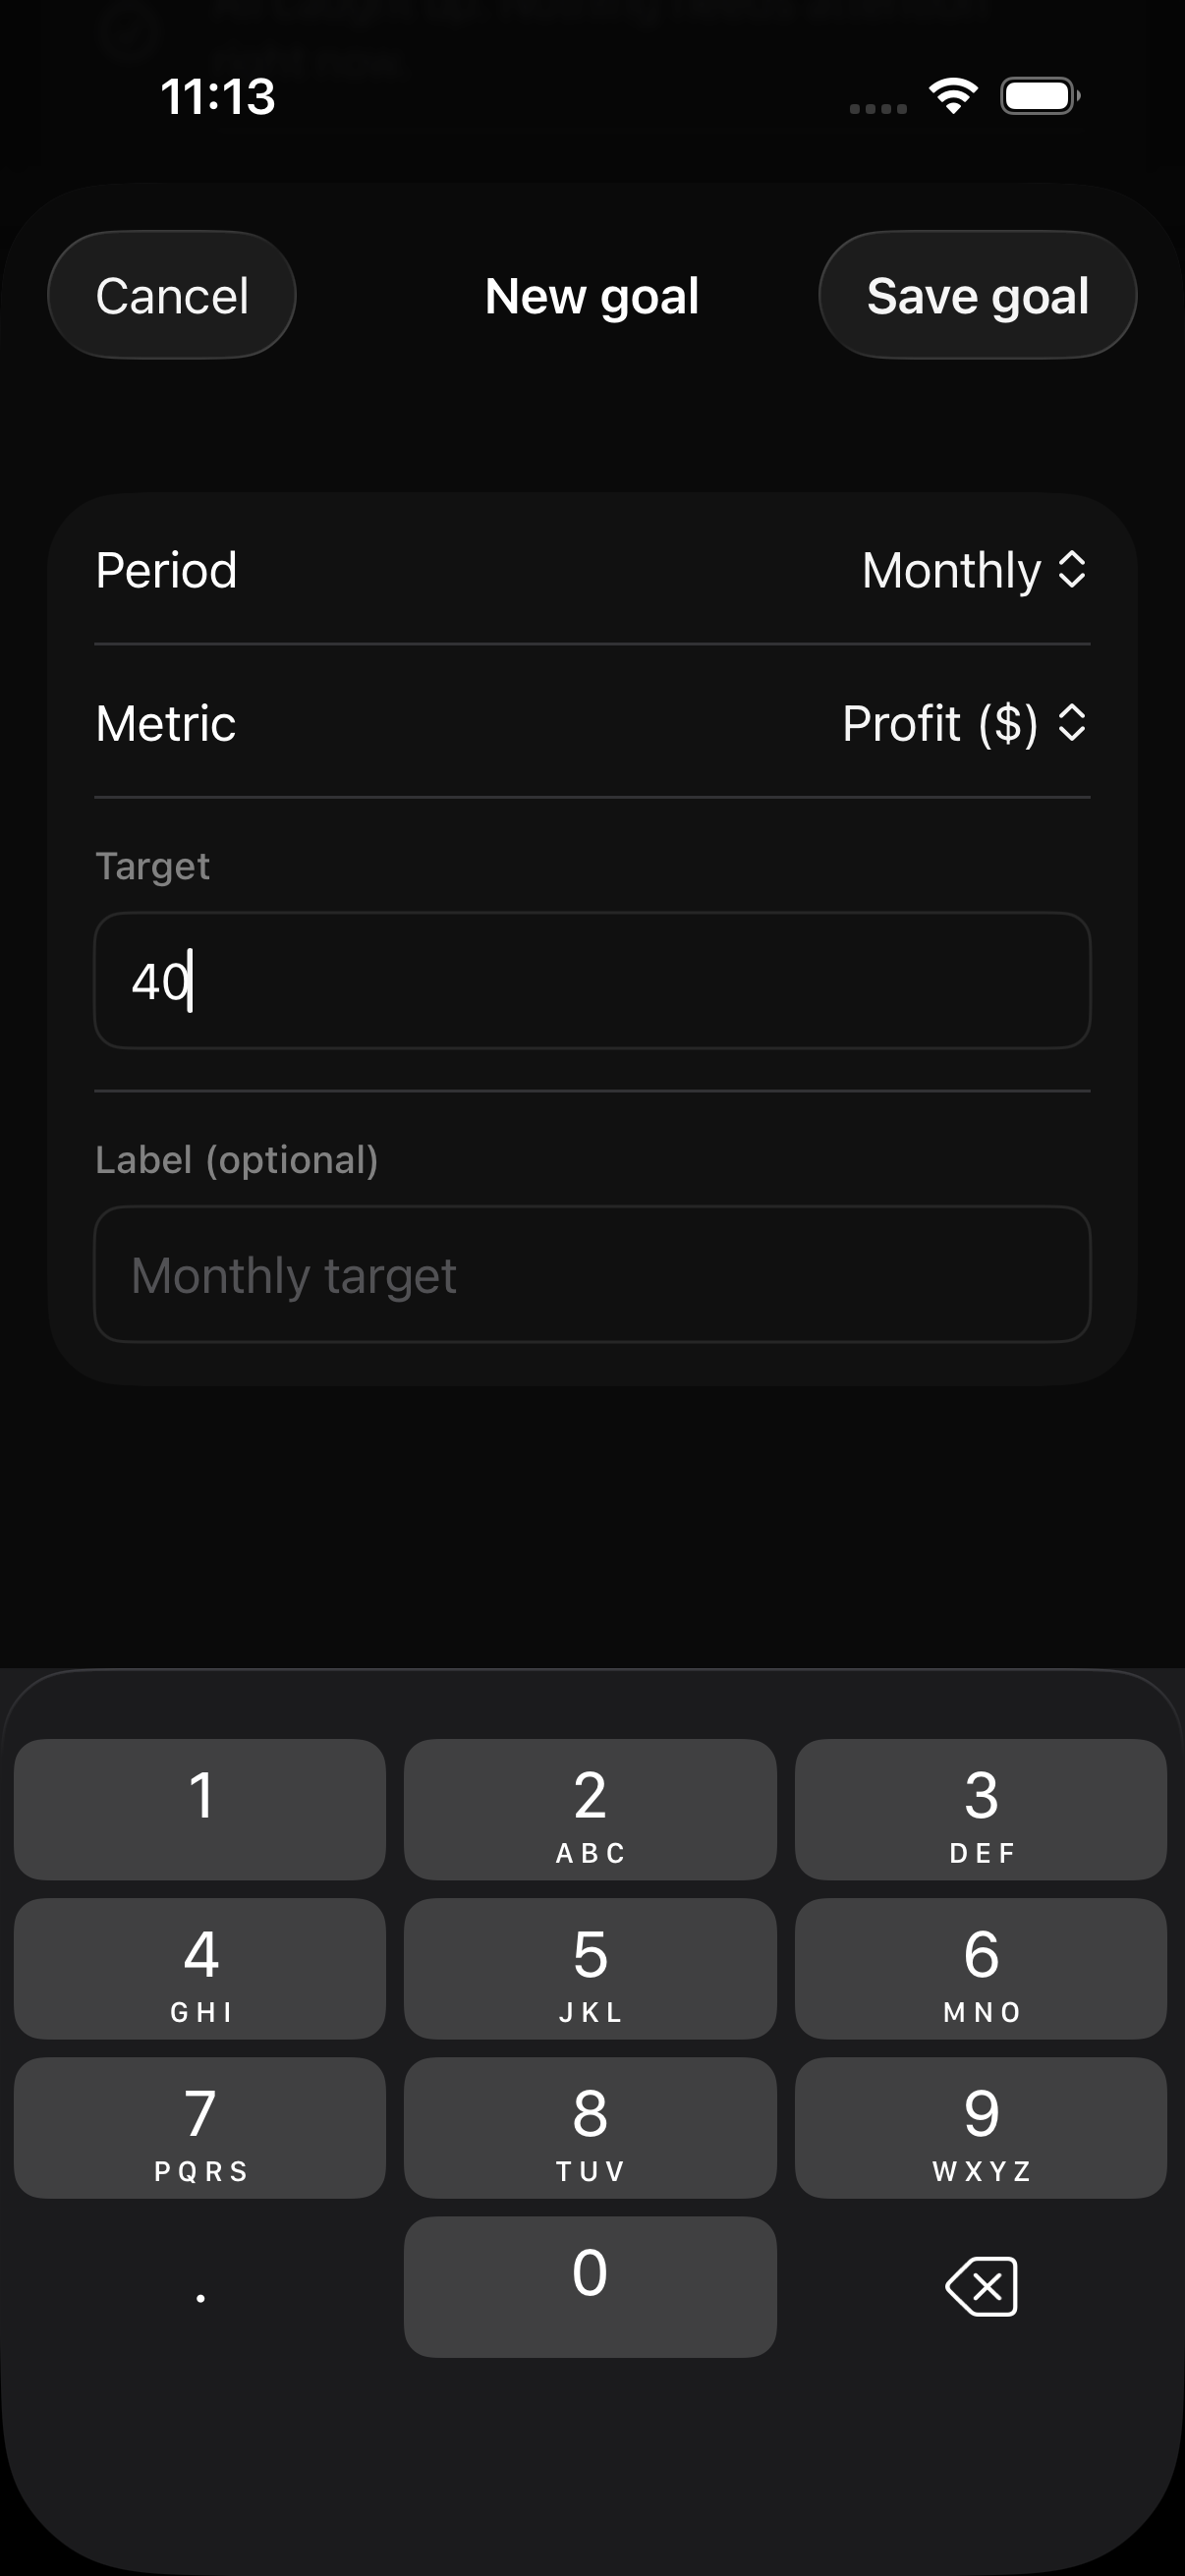 11:13
Cancel New goal Save goal
Period Monthly
Metric Profit ($)
Target
40
Label (optional)
Monthly target
1 2 3
ABC DEF
4 5 6
GHI JKL MNO
7 8 9
PQRS TUV WXYZ
. 0